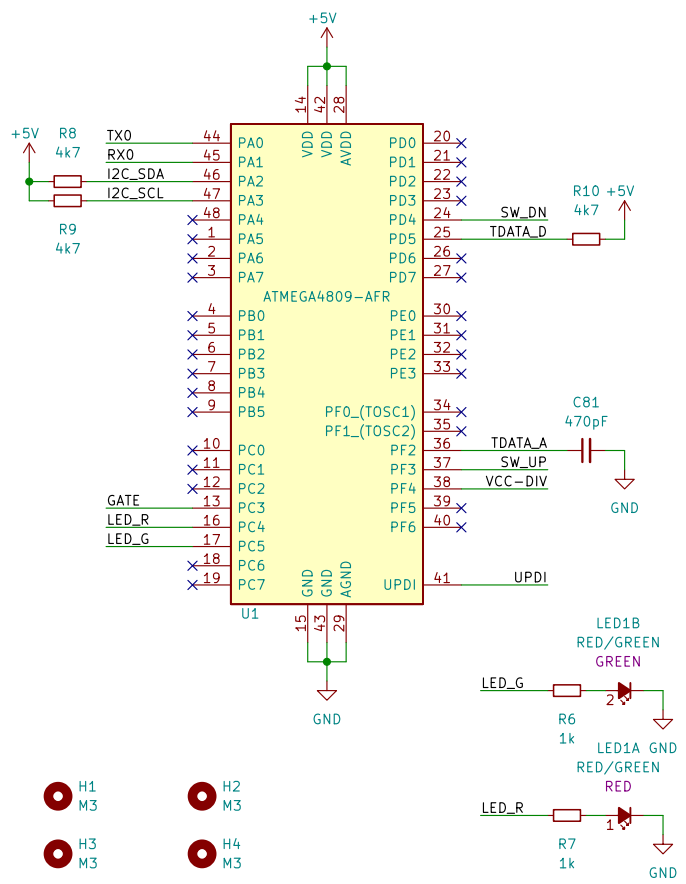 +5V
14
42
28
VDD
VDD
AVDD
+5V
R8
4k7
R9
4k7
TX0 44 PA0
RX0 45 PA1
I2C_SDA 46 PA2
I2C_SCL 47 PA3
48 PA4
1 PA5
2 PA6
3 PA7
ATMEGA4809-AFR
4 PB0
5 PB1
6 PB2
7 PB3
8 PB4
9 PB5
10 PC0
11 PC1
12 PC2
GATE 13 PC3
LED_R 16 PC4
LED_G 17 PC5
18 PC6
19 PC7
PD0 20
PD1 21
PD2 22
PD3 23
PD4 24 SW_DN
PD5 25 TDATA_D
PD6 26
PD7 27
R10 +5V
4k7
PE0 30
PE1 31
PE2 32
PE3 33
PF0_(TOSC1) 34
PF1_(TOSC2) 35
PF2 36 TDATA_A
PF3 37 SW_UP
PF4 38 VCC-DIV
PF5 39
PF6 40
C81
470pF
GND
UPDI 41 UPDI
GND
GND
AGND
U1
15
43
29
GND
LED1B
RED/GREEN
GREEN
LED_G
2
R6
1k
GND
LED1A
RED/GREEN
RED
LED_R
1
R7
1k
GND
H1
M3
H2
M3
H3
M3
H4
M3